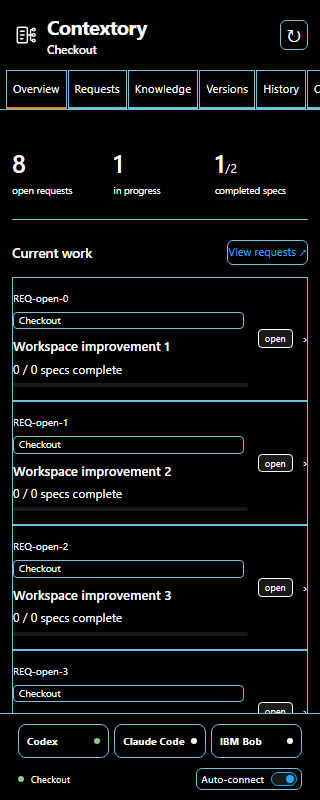 Contextory
Checkout
Overview Requests Knowledge Versions History
8 1 1/2
open requests in progress completed specs
Current work View requests ↗
REQ-open-0
Checkout
Workspace improvement 1
open ›
0 / 0 specs complete
REQ-open-1
Checkout
Workspace improvement 2
open ›
0 / 0 specs complete
REQ-open-2
Checkout
Workspace improvement 3
open ›
0 / 0 specs complete
REQ-open-3
Checkout
open ›
Codex Claude Code IBM Bob
Checkout Auto-connect